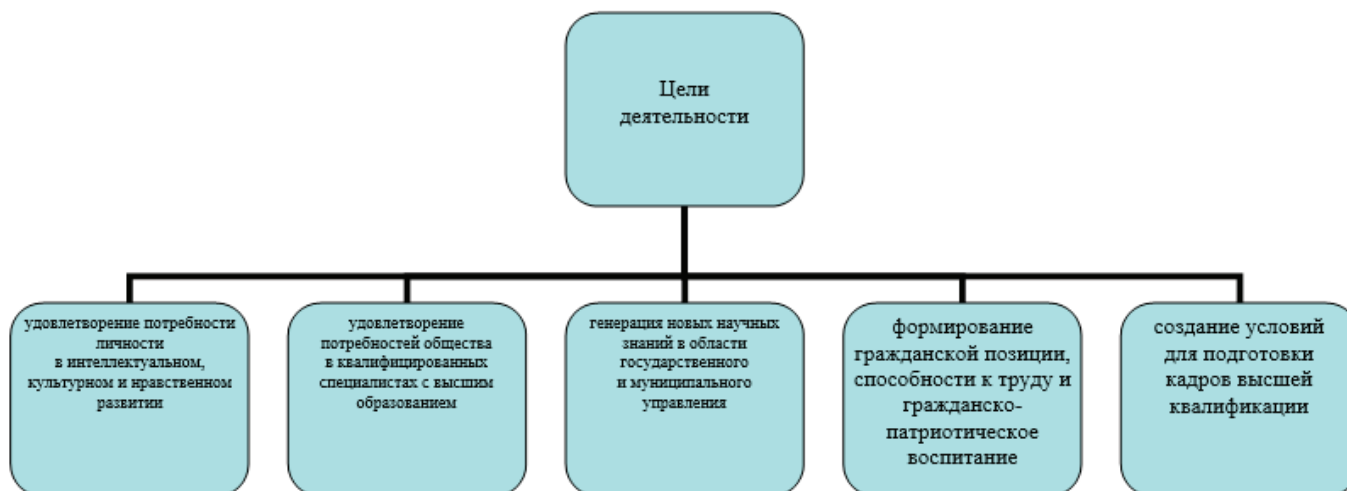 Цели
деятельности
удовлетворение потребности
личности
в интеллектуальном,
культурном и нравственном
развитии
удовлетворение
потребностей общества
в квалифицированных
специалистах с высшим
образованием
генерация новых научных
знаний в области
государственного
и муниципального
управления
формирование
гражданской позиции,
способности к труду и
гражданско-
патриотическое
воспитание
создание условий
для подготовки
кадров высшей
квалификации